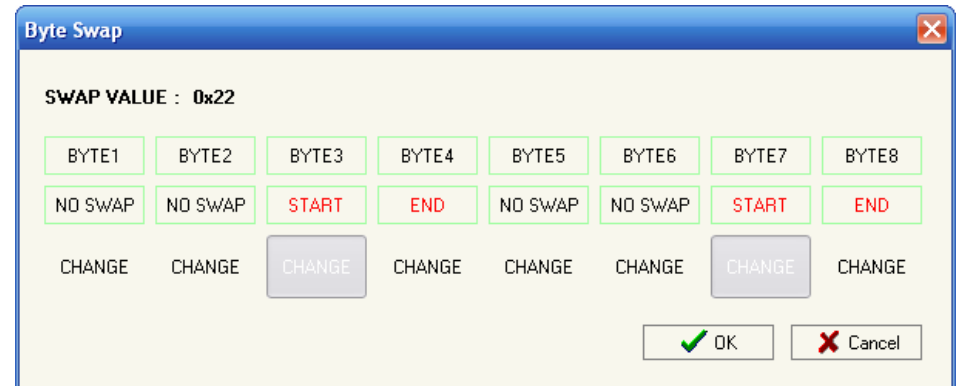 Byte Swap
SWAP VALUE : 0x22
BYTE1 BYTE2 BYTE3 BYTE4 BYTE5 BYTE6 BYTE7 BYTE8
NO SWAP NO SWAP START END NO SWAP NO SWAP START END
CHANGE CHANGE CHANGE CHANGE CHANGE CHANGE CHANGE CHANGE
OK Cancel